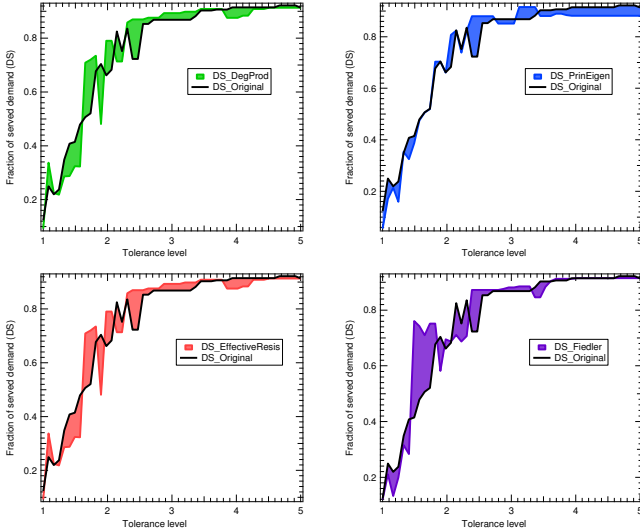 Fraction of served demand (DS)
0.8
0.6
0.4
0.2
DS_DegProd
DS_Original
1 2 3 4 5
Tolerance level
Fraction of served demand (DS)
0.8
0.6
0.4
0.2
DS_PrinEigen
DS_Original
1 2 3 4 5
Tolerance level
Fraction of served demand (DS)
0.8
0.6
0.4
0.2
DS_EffectiveResis
DS_Original
1 2 3 4 5
Tolerance level
Fraction of served demand (DS)
0.8
0.6
0.4
0.2
DS_Fiedler
DS_Original
1 2 3 4 5
Tolerance level